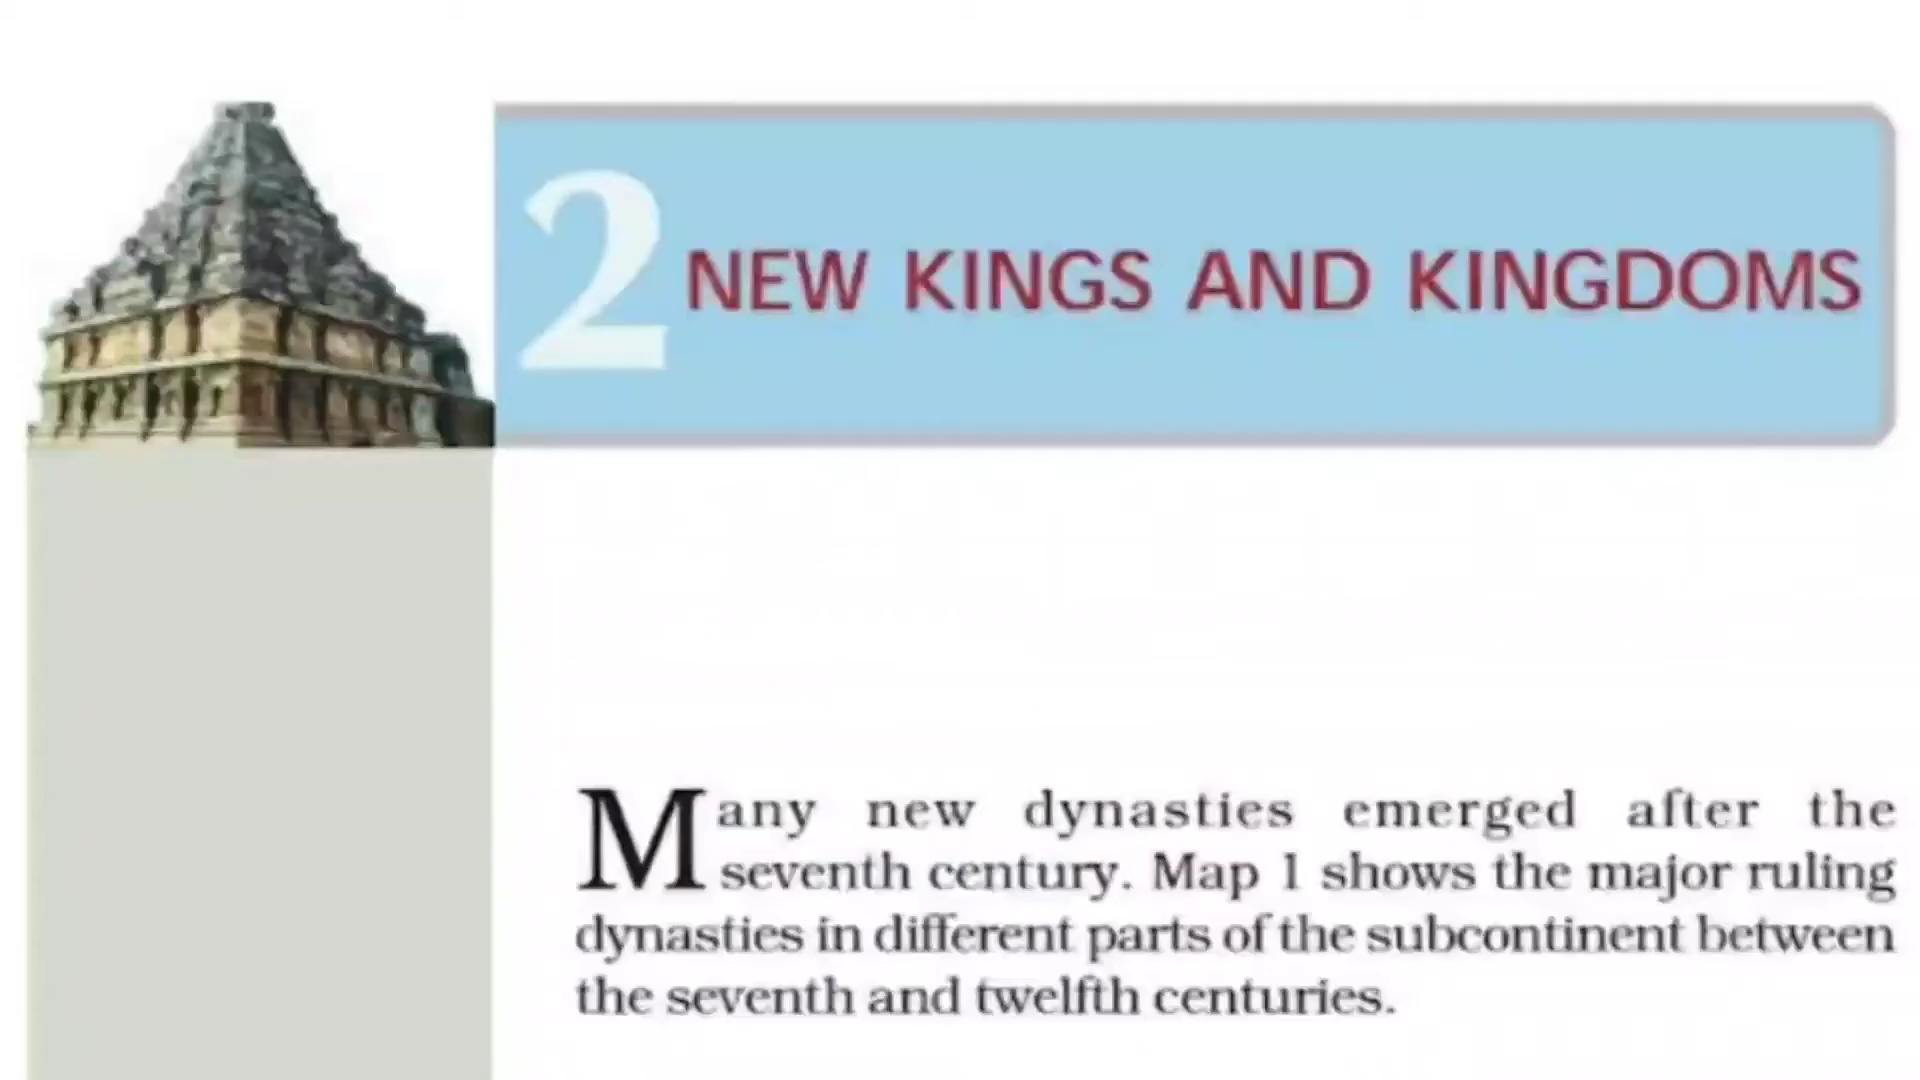 2 NEW KINGS AND KINGDOMS
Many new dynasties emerged after the
seventh century. Map 1 shows the major ruling
dynasties in different parts of the subcontinent between
the seventh and twelfth centuries.